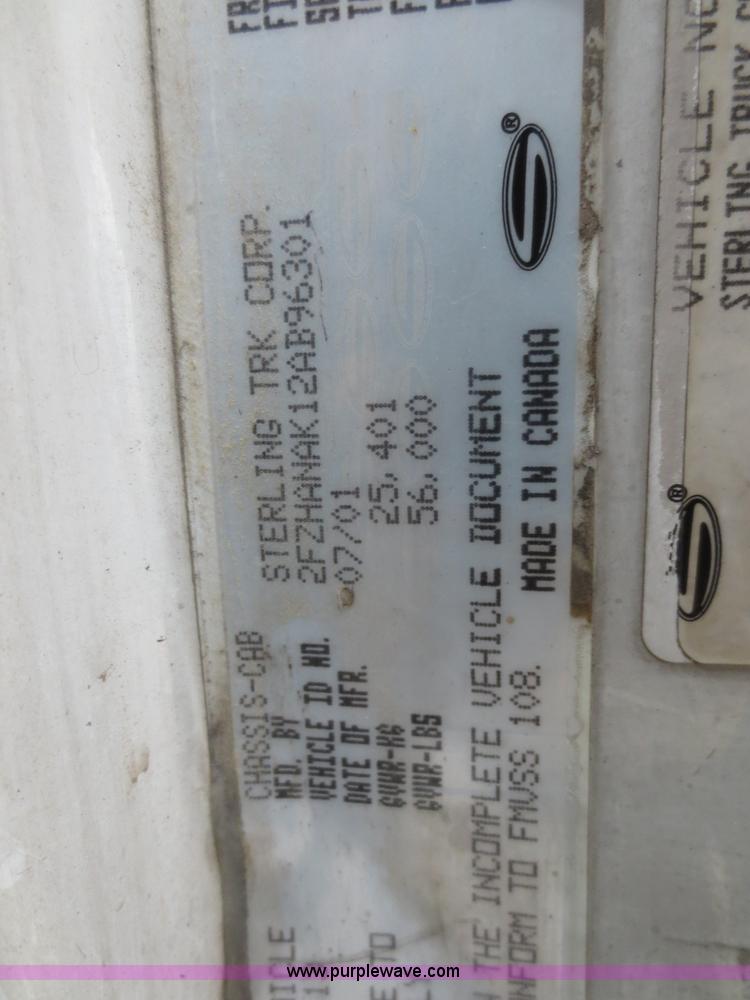 CHASSIS-CAB
MFD. BY STERLING TRK CORP.
VEHICLE ID NO. 2FZHANAK12AB96301
DATE OF MFR. 07/01
GVWR-KG 25,401
GVWR-LBS 56,000
THE INCOMPLETE VEHICLE DOCUMENT
TO FMVSS 108. MADE IN CANADA
®
VEHICLE
STERLING TRUCK
®
www.purplewave.com